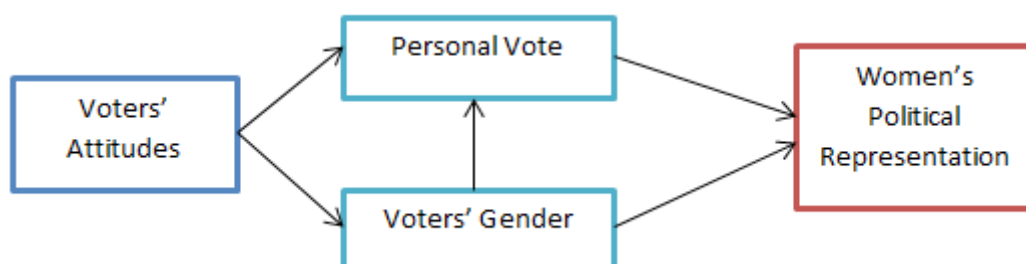 Voters'
Attitudes
Personal Vote
Voters' Gender
Women's
Political
Representation